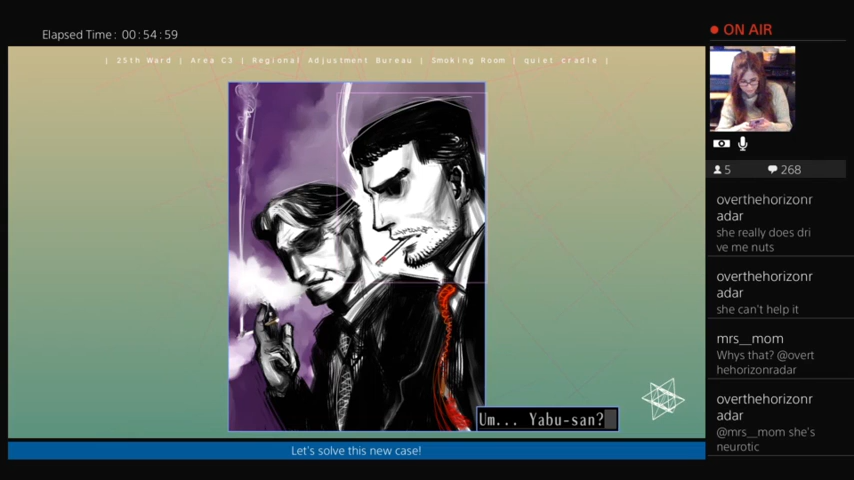 Elapsed Time: 00:54:59
ON AIR
| 25th Ward | Area C3 | Regional Adjustment Bureau | Smoking Room | quiet cradle |
5
268
overthehorizonr
adar
she really does dri
ve me nuts
overthehorizonr
adar
she can't help it
mrs__mom
Whys that? @overt
hehorizonradar
overthehorizonr
adar
@mrs__mom she's
neurotic
Um... Yabu-san?
Let's solve this new case!